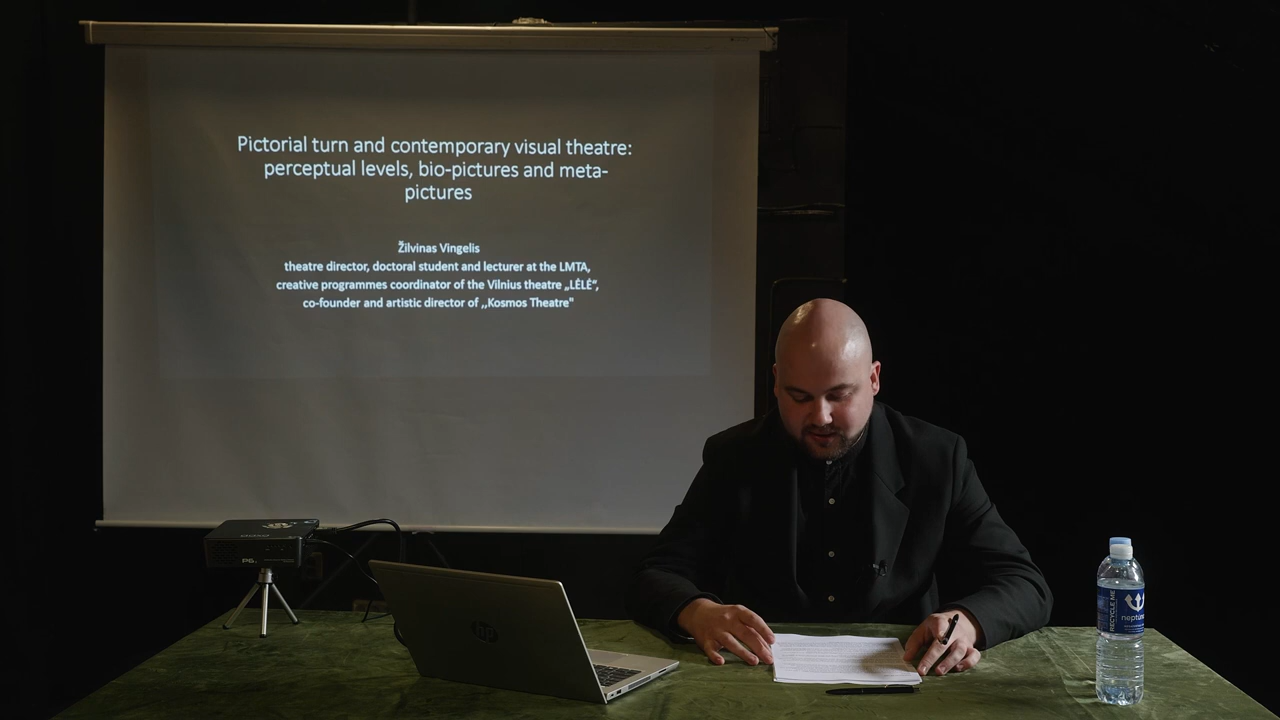 Pictorial turn and contemporary visual theatre:
perceptual levels, bio-pictures and meta-
pictures
Žilvinas Vingelis
theatre director, doctoral student and lecturer at the LMTA,
creative programmes coordinator of the Vilnius theatre „LĖLĖ“,
co-founder and artistic director of ,,Kosmos Theatre"
hp
RECYCLE ME
neptūnas